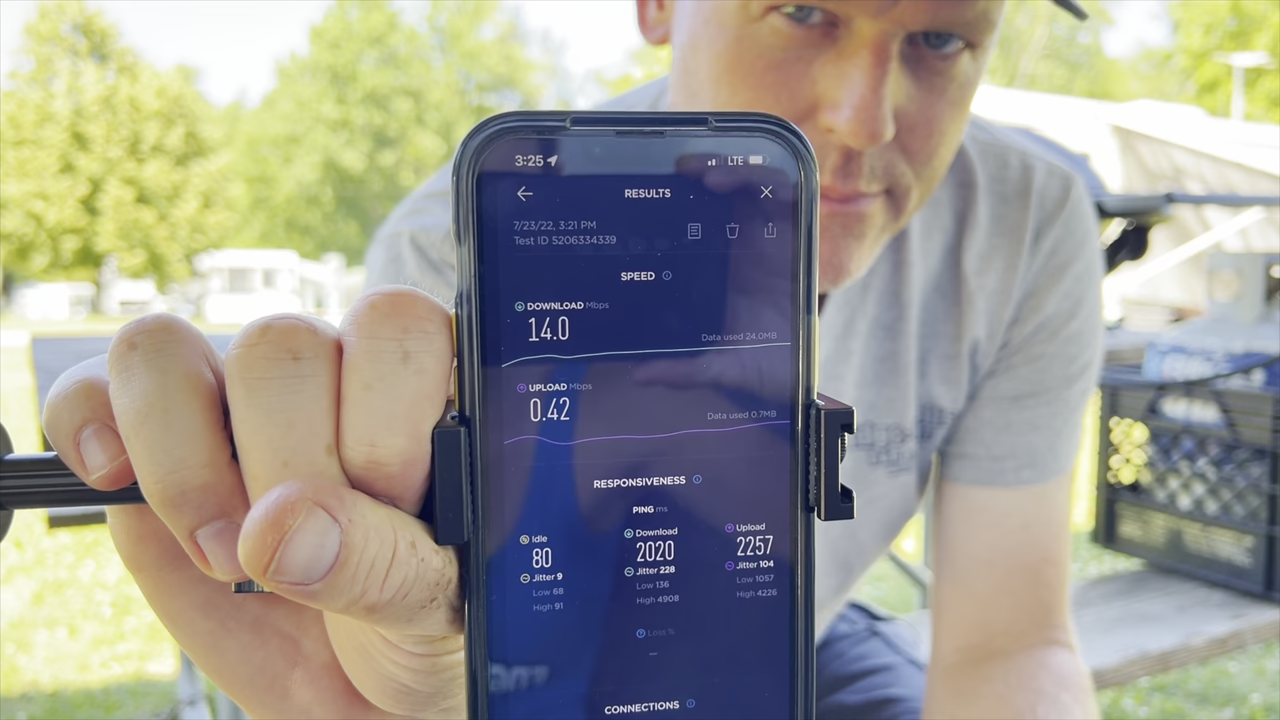 3:25 LTE
RESULTS
7/23/22, 3:21 PM
Test ID 5206334339
SPEED
DOWNLOAD Mbps
14.0
Data used 24.0MB
UPLOAD Mbps
0.42
Data used 0.7MB
RESPONSIVENESS
PING ms
Idle Download Upload
80 2020 2257
Jitter 9 Jitter 228 Jitter 104
Low 68 Low 136 Low 1057
High 91 High 4908 High 4226
Loss %
CONNECTIONS